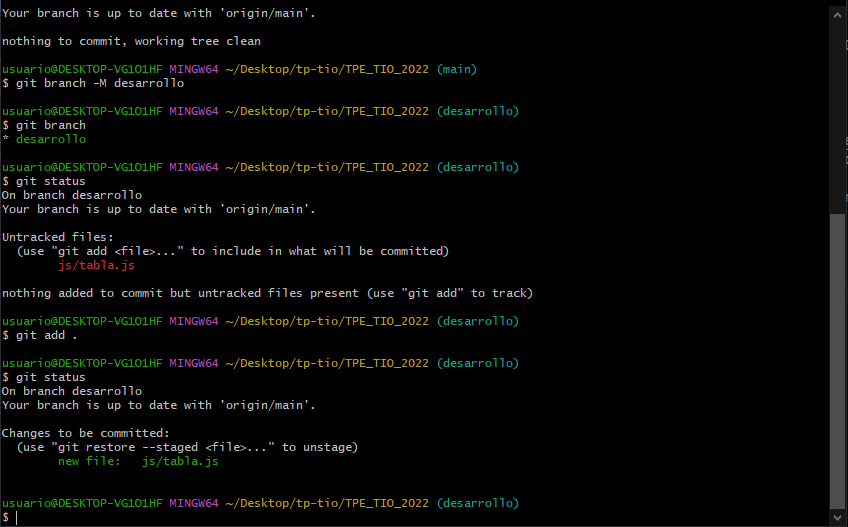 Your branch is up to date with 'origin/main'.
nothing to commit, working tree clean
usuario@DESKTOP-VG1O1HF MINGW64 ~/Desktop/tp-tio/TPE_TIO_2022 (main)
$ git branch -M desarrollo
usuario@DESKTOP-VG1O1HF MINGW64 ~/Desktop/tp-tio/TPE_TIO_2022 (desarrollo)
$ git branch
* desarrollo
usuario@DESKTOP-VG1O1HF MINGW64 ~/Desktop/tp-tio/TPE_TIO_2022 (desarrollo)
$ git status
On branch desarrollo
Your branch is up to date with 'origin/main'.
Untracked files:
  (use "git add <file>..." to include in what will be committed)
        js/tabla.js
nothing added to commit but untracked files present (use "git add" to track)
usuario@DESKTOP-VG1O1HF MINGW64 ~/Desktop/tp-tio/TPE_TIO_2022 (desarrollo)
$ git add .
usuario@DESKTOP-VG1O1HF MINGW64 ~/Desktop/tp-tio/TPE_TIO_2022 (desarrollo)
$ git status
On branch desarrollo
Your branch is up to date with 'origin/main'.
Changes to be committed:
  (use "git restore --staged <file>..." to unstage)
        new file:   js/tabla.js
usuario@DESKTOP-VG1O1HF MINGW64 ~/Desktop/tp-tio/TPE_TIO_2022 (desarrollo)
$